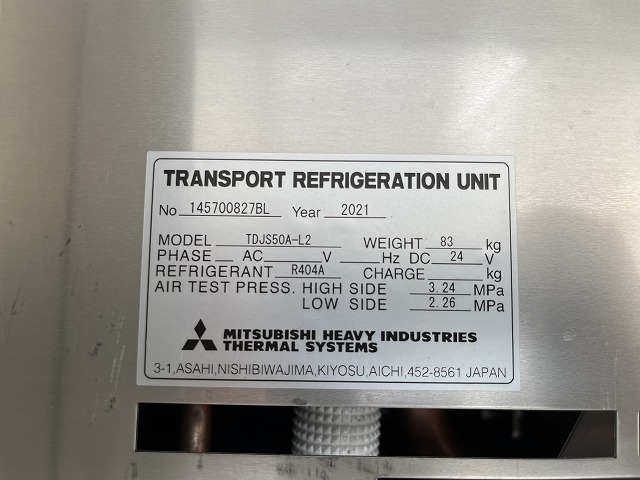 TRANSPORT REFRIGERATION UNIT
No 145700827BL Year 2021
MODEL TDJS50A-L2 WEIGHT 83 kg
PHASE AC V Hz DC 24 V
REFRIGERANT R404A CHARGE kg
AIR TEST PRESS. HIGH SIDE 3.24 MPa
LOW SIDE 2.26 MPa
MITSUBISHI HEAVY INDUSTRIES
THERMAL SYSTEMS
3-1,ASAHI,NISHIBIWAJIMA,KIYOSU,AICHI,452-8561 JAPAN